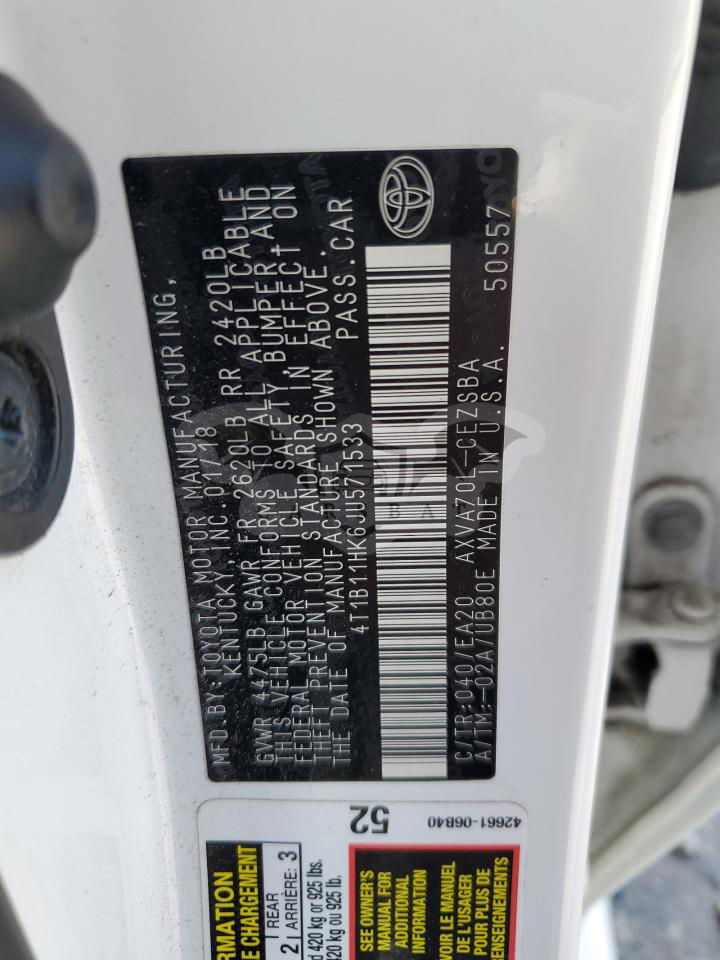 MFD.BY:TOYOTA MOTOR MANUFACTURING,
KENTUCKY, INC. 01/18
GVWR 4475LB GAWR FR 2620LB RR 2420LB
THIS VEHICLE CONFORMS TO ALL APPLICABLE
FEDERAL MOTOR VEHICLE SAFETY, BUMPER, AND
THEFT PREVENTION STANDARDS IN EFFECT ON
THE DATE OF MANUFACTURE SHOWN ABOVE.
4T1B11HK6JU571533 PASS.CAR
C/TR:040/EA20 AXVA70L-CEZSBA
A/TM:-02A/UB80E MADE IN U.S.A. 50557
52
42661-06B40
RMATION
E CHARGEMENT
2 REAR
ARRIÈRE: 3
d 420 kg or 925 lbs.
420 kg ou 925 lb.
SEE OWNER'S
MANUAL FOR
ADDITIONAL
INFORMATION
VOIR LE MANUEL
DE L'USAGER
POUR PLUS DE
RENSEIGNEMENTS